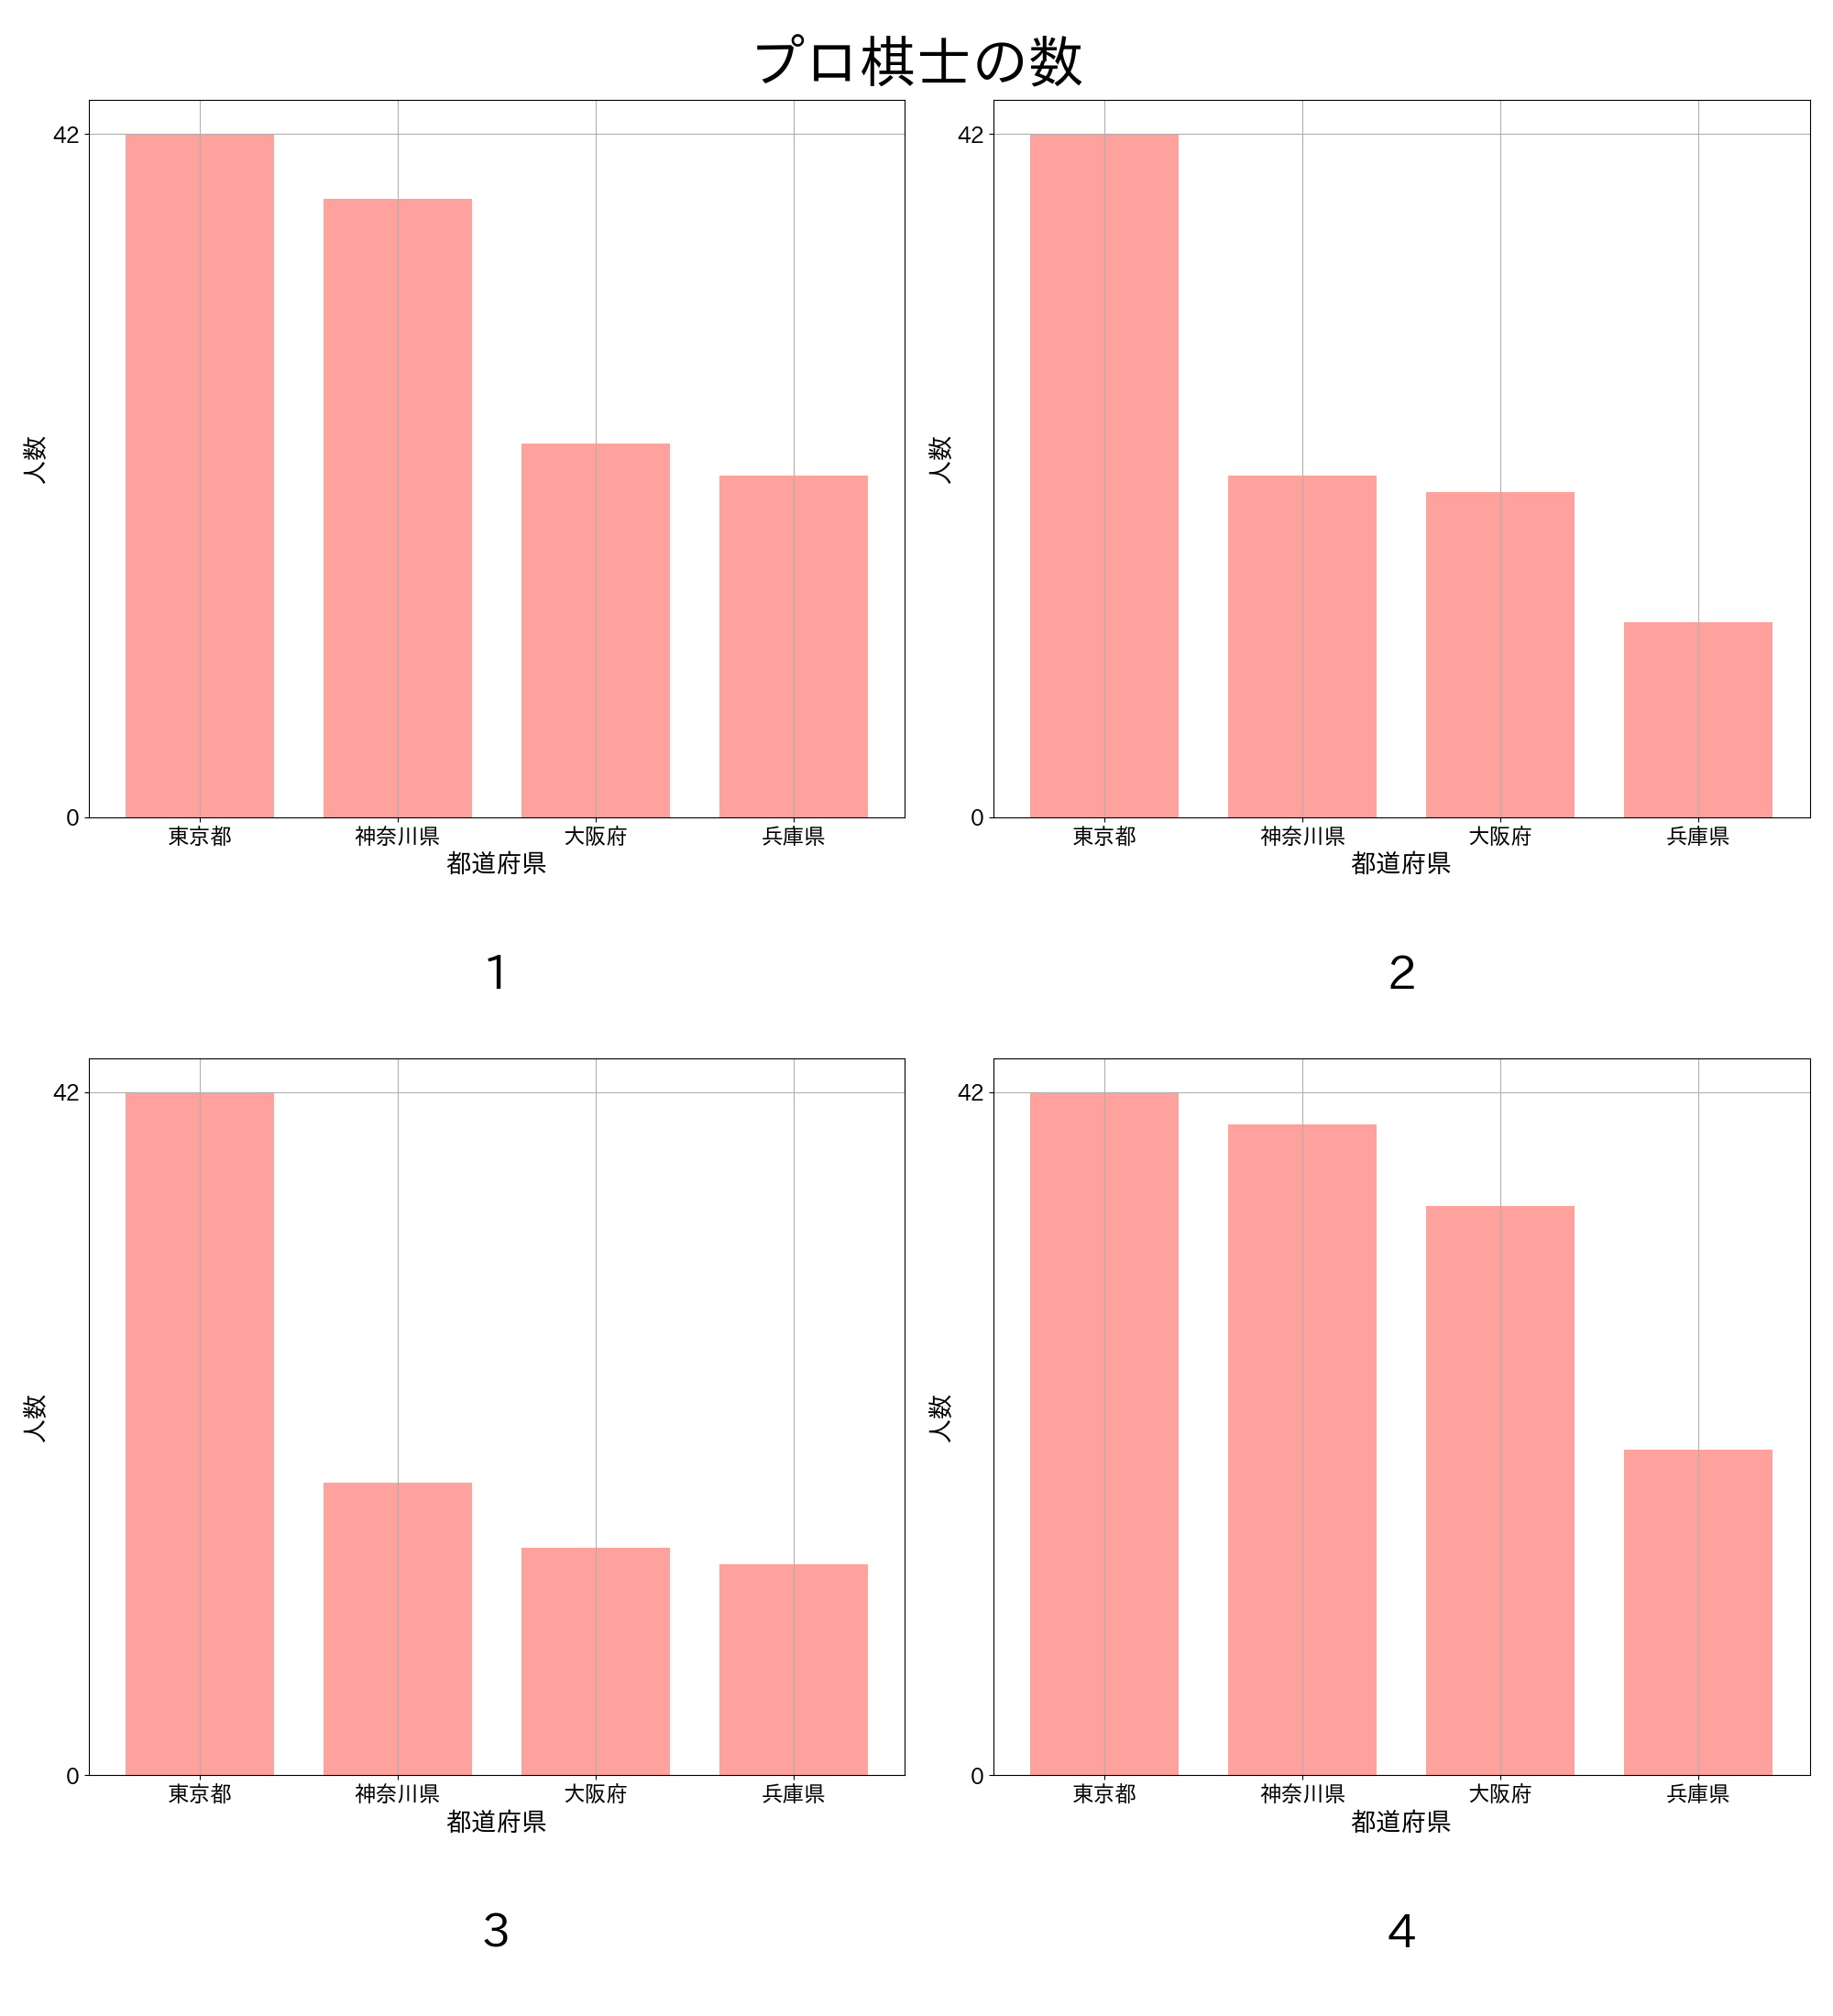 プロ棋士の数
42
0
人数
東京都 神奈川県 大阪府 兵庫県
都道府県
1
42
0
人数
東京都 神奈川県 大阪府 兵庫県
都道府県
2
42
0
人数
東京都 神奈川県 大阪府 兵庫県
都道府県
3
42
0
人数
東京都 神奈川県 大阪府 兵庫県
都道府県
4